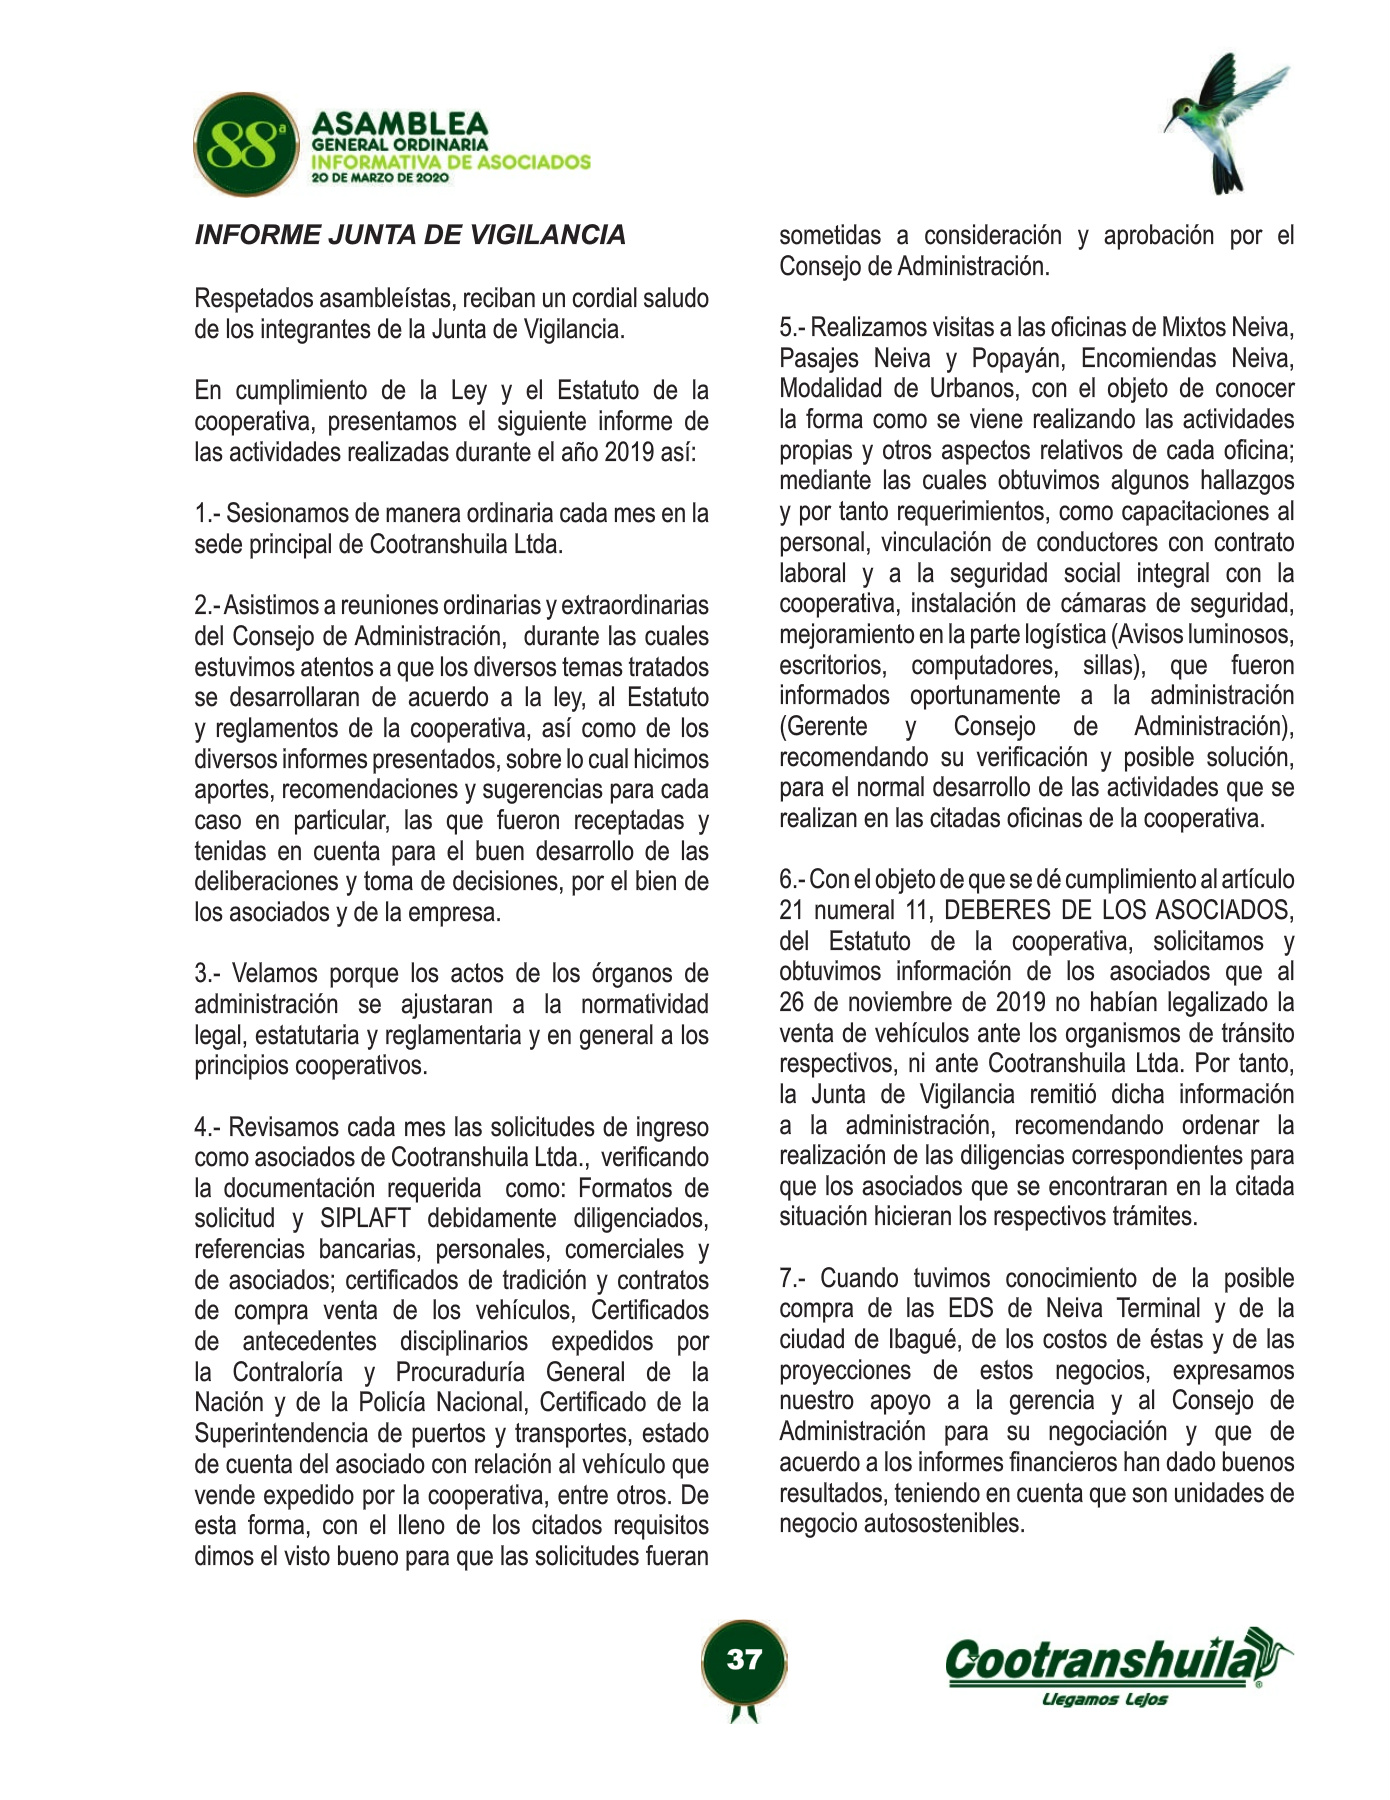 88ª
ASAMBLEA
GENERAL ORDINARIA
INFORMATIVA DE ASOCIADOS
20 DE MARZO DE 2020
INFORME JUNTA DE VIGILANCIA
Respetados asambleístas, reciban un cordial saludo
de los integrantes de la Junta de Vigilancia.
En cumplimiento de la Ley y el Estatuto de la
cooperativa, presentamos el siguiente informe de
las actividades realizadas durante el año 2019 así:
1.- Sesionamos de manera ordinaria cada mes en la
sede principal de Cootranshuila Ltda.
2.- Asistimos a reuniones ordinarias y extraordinarias
del Consejo de Administración, durante las cuales
estuvimos atentos a que los diversos temas tratados
se desarrollaran de acuerdo a la ley, al Estatuto
y reglamentos de la cooperativa, así como de los
diversos informes presentados, sobre lo cual hicimos
aportes, recomendaciones y sugerencias para cada
caso en particular, las que fueron receptadas y
tenidas en cuenta para el buen desarrollo de las
deliberaciones y toma de decisiones, por el bien de
los asociados y de la empresa.
3.- Velamos porque los actos de los órganos de
administración se ajustaran a la normatividad
legal, estatutaria y reglamentaria y en general a los
principios cooperativos.
4.- Revisamos cada mes las solicitudes de ingreso
como asociados de Cootranshuila Ltda., verificando
la documentación requerida como: Formatos de
solicitud y SIPLAFT debidamente diligenciados,
referencias bancarias, personales, comerciales y
de asociados; certificados de tradición y contratos
de compra venta de los vehículos, Certificados
de antecedentes disciplinarios expedidos por
la Contraloría y Procuraduría General de la
Nación y de la Policía Nacional, Certificado de la
Superintendencia de puertos y transportes, estado
de cuenta del asociado con relación al vehículo que
vende expedido por la cooperativa, entre otros. De
esta forma, con el lleno de los citados requisitos
dimos el visto bueno para que las solicitudes fueran
sometidas a consideración y aprobación por el
Consejo de Administración.
5.- Realizamos visitas a las oficinas de Mixtos Neiva,
Pasajes Neiva y Popayán, Encomiendas Neiva,
Modalidad de Urbanos, con el objeto de conocer
la forma como se viene realizando las actividades
propias y otros aspectos relativos de cada oficina;
mediante las cuales obtuvimos algunos hallazgos
y por tanto requerimientos, como capacitaciones al
personal, vinculación de conductores con contrato
laboral y a la seguridad social integral con la
cooperativa, instalación de cámaras de seguridad,
mejoramiento en la parte logística (Avisos luminosos,
escritorios, computadores, sillas), que fueron
informados oportunamente a la administración
(Gerente y Consejo de Administración),
recomendando su verificación y posible solución,
para el normal desarrollo de las actividades que se
realizan en las citadas oficinas de la cooperativa.
6.- Con el objeto de que se dé cumplimiento al artículo
21 numeral 11, DEBERES DE LOS ASOCIADOS,
del Estatuto de la cooperativa, solicitamos y
obtuvimos información de los asociados que al
26 de noviembre de 2019 no habían legalizado la
venta de vehículos ante los organismos de tránsito
respectivos, ni ante Cootranshuila Ltda. Por tanto,
la Junta de Vigilancia remitió dicha información
a la administración, recomendando ordenar la
realización de las diligencias correspondientes para
que los asociados que se encontraran en la citada
situación hicieran los respectivos trámites.
7.- Cuando tuvimos conocimiento de la posible
compra de las EDS de Neiva Terminal y de la
ciudad de Ibagué, de los costos de éstas y de las
proyecciones de estos negocios, expresamos
nuestro apoyo a la gerencia y al Consejo de
Administración para su negociación y que de
acuerdo a los informes financieros han dado buenos
resultados, teniendo en cuenta que son unidades de
negocio autosostenibles.
37
Cootranshuila®
Llegamos Lejos